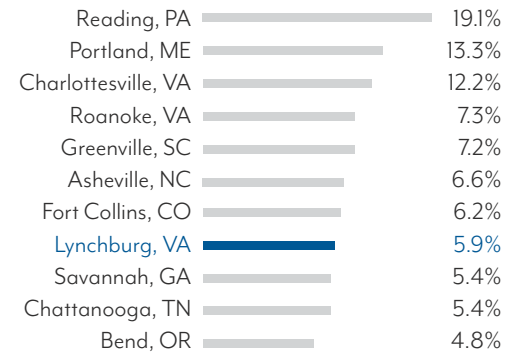 Reading, PA 19.1%
Portland, ME 13.3%
Charlottesville, VA 12.2%
Roanoke, VA 7.3%
Greenville, SC 7.2%
Asheville, NC 6.6%
Fort Collins, CO 6.2%
Lynchburg, VA 5.9%
Savannah, GA 5.4%
Chattanooga, TN 5.4%
Bend, OR 4.8%